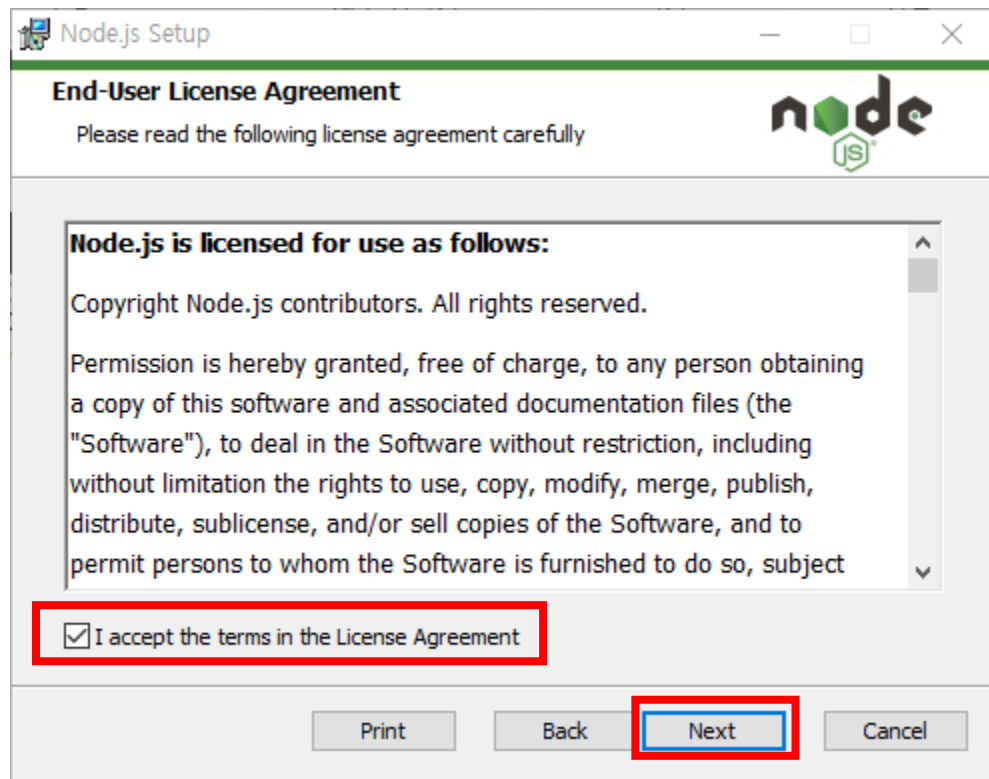 Node.js Setup
End-User License Agreement
Please read the following license agreement carefully
node
JS
Node.js is licensed for use as follows:
Copyright Node.js contributors. All rights reserved.
Permission is hereby granted, free of charge, to any person obtaining
a copy of this software and associated documentation files (the
"Software"), to deal in the Software without restriction, including
without limitation the rights to use, copy, modify, merge, publish,
distribute, sublicense, and/or sell copies of the Software, and to
permit persons to whom the Software is furnished to do so, subject
I accept the terms in the License Agreement
Print Back Next Cancel